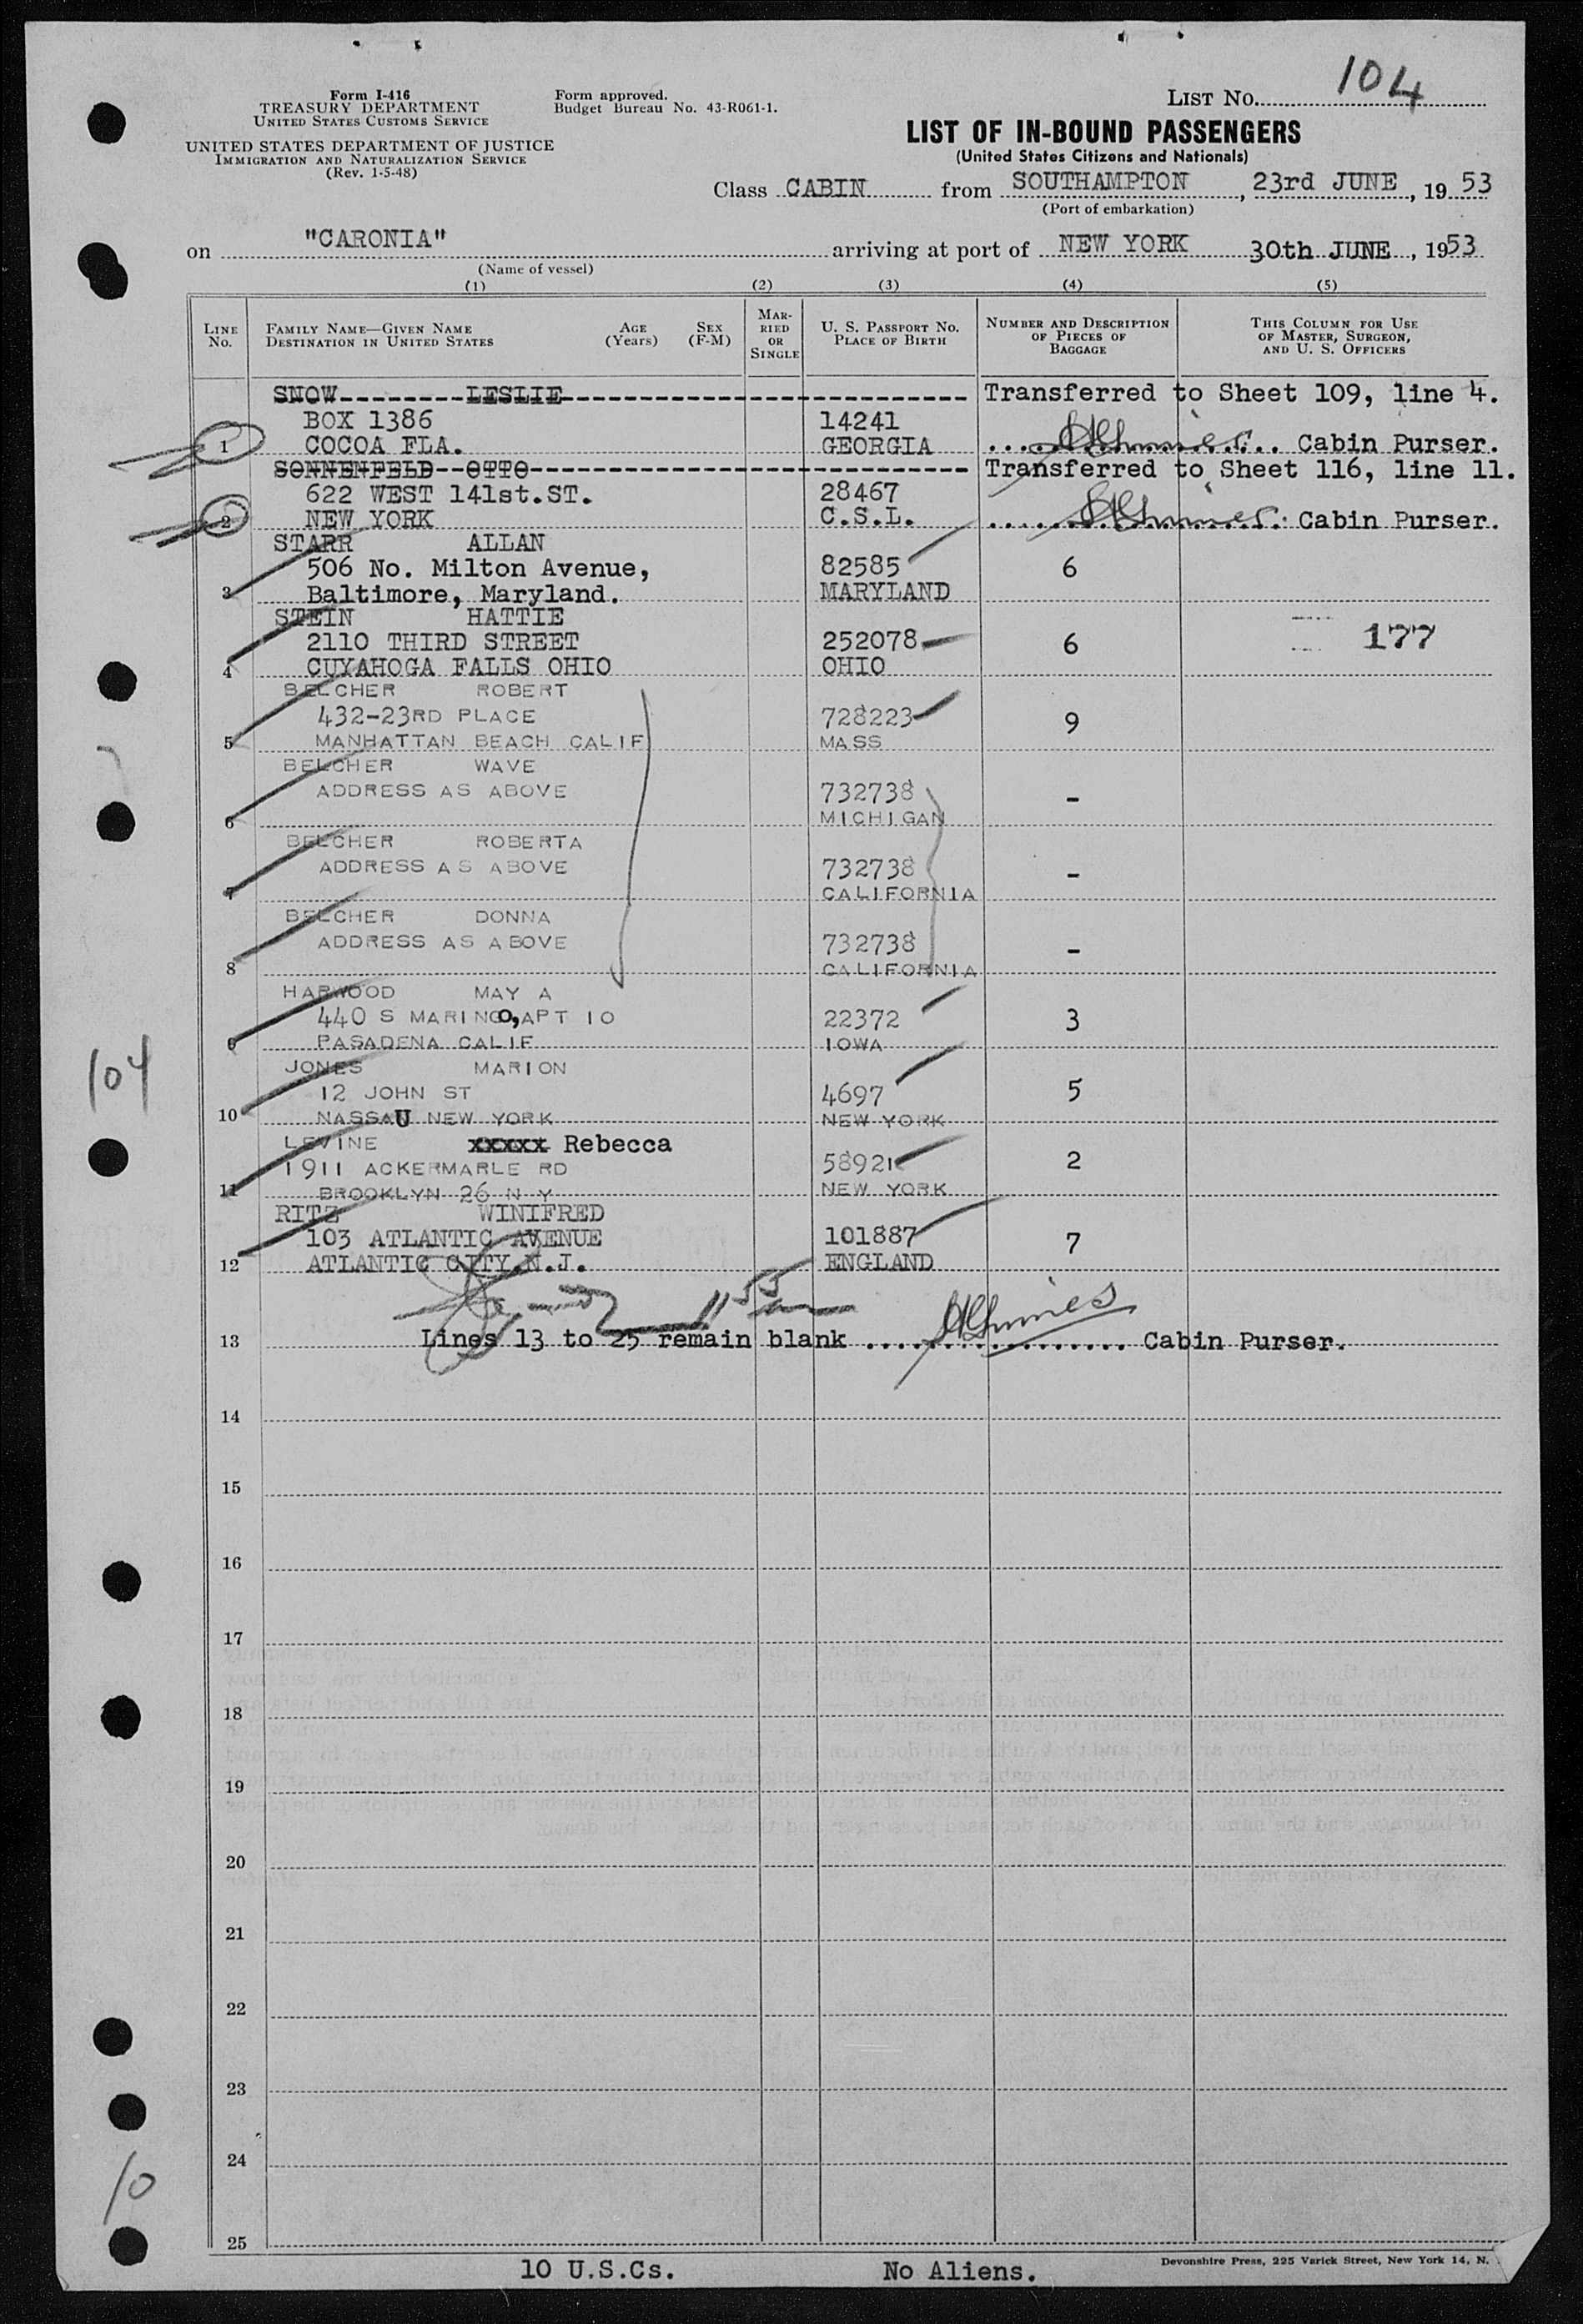 104
Form I-416
TREASURY DEPARTMENT
UNITED STATES CUSTOMS SERVICE
UNITED STATES DEPARTMENT OF JUSTICE
IMMIGRATION AND NATURALIZATION SERVICE
(Rev. 1-5-48)
Form approved.
Budget Bureau No. 43-R061-1.
LIST NO. 104
LIST OF IN-BOUND PASSENGERS
(United States Citizens and Nationals)
Class CABIN from SOUTHAMPTON, 23rd JUNE, 19 53
(Port of embarkation)
on "CARONIA" arriving at port of NEW YORK 30th JUNE, 1953
(Name of vessel)
(1) (2) (3) (4) (5)
LINE NO.
FAMILY NAME—GIVEN NAME
DESTINATION IN UNITED STATES
AGE (Years)
SEX (F-M)
MARRIED OR SINGLE
U. S. PASSPORT NO.
PLACE OF BIRTH
NUMBER AND DESCRIPTION OF PIECES OF BAGGAGE
THIS COLUMN FOR USE OF MASTER, SURGEON, AND U. S. OFFICERS
SNOW LESLIE Transferred to Sheet 109, line 4.
BOX 1386 14241
1 COCOA FLA. GEORGIA Cabin Purser.
SONNENFELD OTTO Transferred to Sheet 116, line 11.
622 WEST 141st.ST. 28467
2 NEW YORK C.S.L. Cabin Purser.
STARR ALLAN
506 No. Milton Avenue, 82585 6
3 Baltimore, Maryland. MARYLAND
STEIN HATTIE
2110 THIRD STREET 252078 6 177
4 CUYAHOGA FALLS OHIO OHIO
BELCHER ROBERT
432-23RD PLACE 728223 9
5 MANHATTAN BEACH CALIF MASS
BELCHER WAVE
ADDRESS AS ABOVE 732738 -
6 MICHIGAN
BELCHER ROBERTA
ADDRESS AS ABOVE 732738 -
7 CALIFORNIA
BELCHER DONNA
ADDRESS AS ABOVE 732738 -
8 CALIFORNIA
HARWOOD MAY A
440 S MARINGO, APT 10 22372 3
9 PASADENA CALIF IOWA
JONES MARION
12 JOHN ST 4697 5
10 NASSAU NEW YORK NEW YORK
LEVINE xxxxx Rebecca
1911 ACKERMARLE RD 58921 2
11 BROOKLYN 26 N Y NEW YORK
RITZ WINIFRED
103 ATLANTIC AVENUE 101887 7
12 ATLANTIC CITY.N.J. ENGLAND
13 Lines 13 to 25 remain blank Cabin Purser.
14
15
16
17
18
19
20
21
22
23
24
10
25
10 U.S.Cs. No Aliens.
Devonshire Press, 225 Varick Street, New York 14, N.